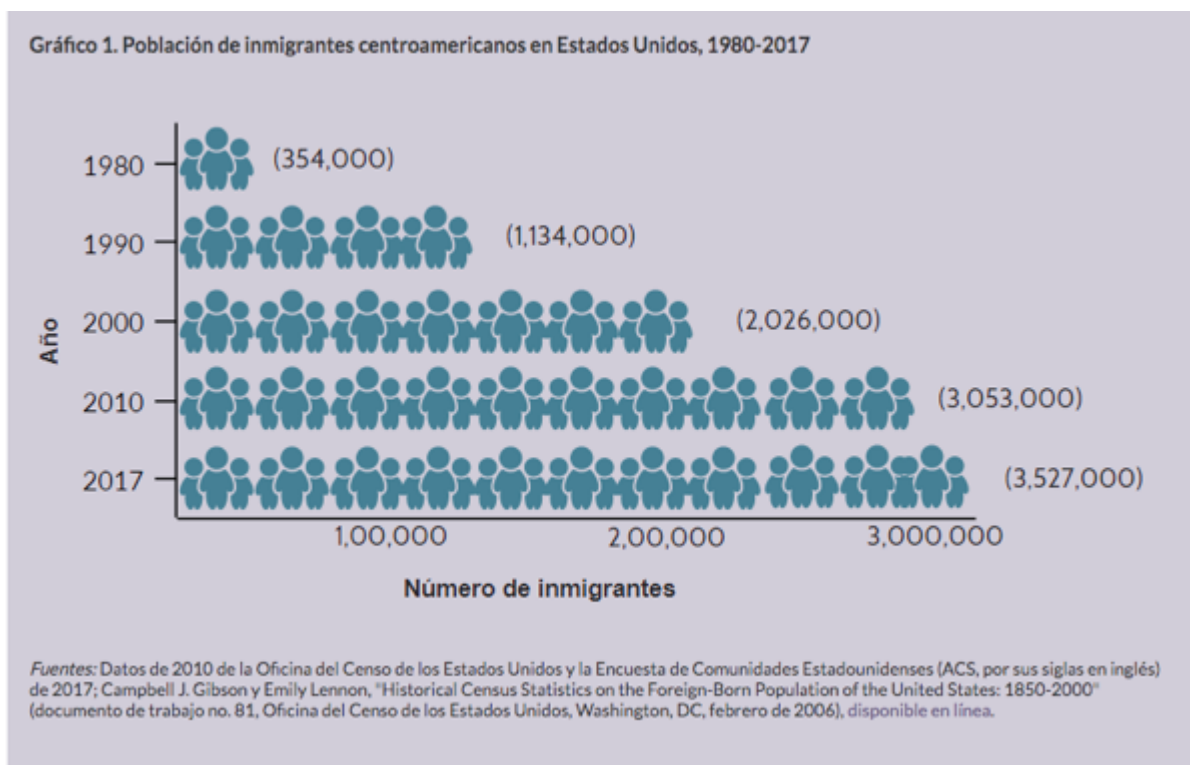 Gráfico 1. Población de inmigrantes centroamericanos en Estados Unidos, 1980-2017
1980 (354,000)
1990 (1,134,000)
2000 (2,026,000)
2010 (3,053,000)
2017 (3,527,000)
Año
1,00,000 2,00,000 3,000,000
Número de inmigrantes
Fuentes: Datos de 2010 de la Oficina del Censo de los Estados Unidos y la Encuesta de Comunidades Estadounidenses (ACS, por sus siglas en inglés)
de 2017; Campbell J. Gibson y Emily Lennon, "Historical Census Statistics on the Foreign-Born Population of the United States: 1850-2000"
(documento de trabajo no. 81, Oficina del Censo de los Estados Unidos, Washington, DC, febrero de 2006), disponible en línea.